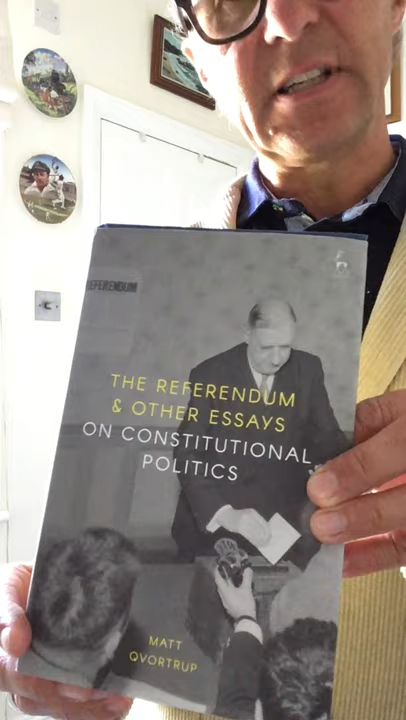 REFERENDUM
THE REFERENDUM
& OTHER ESSAYS
ON CONSTITUTIONAL
POLITICS
MATT
QVORTRUP